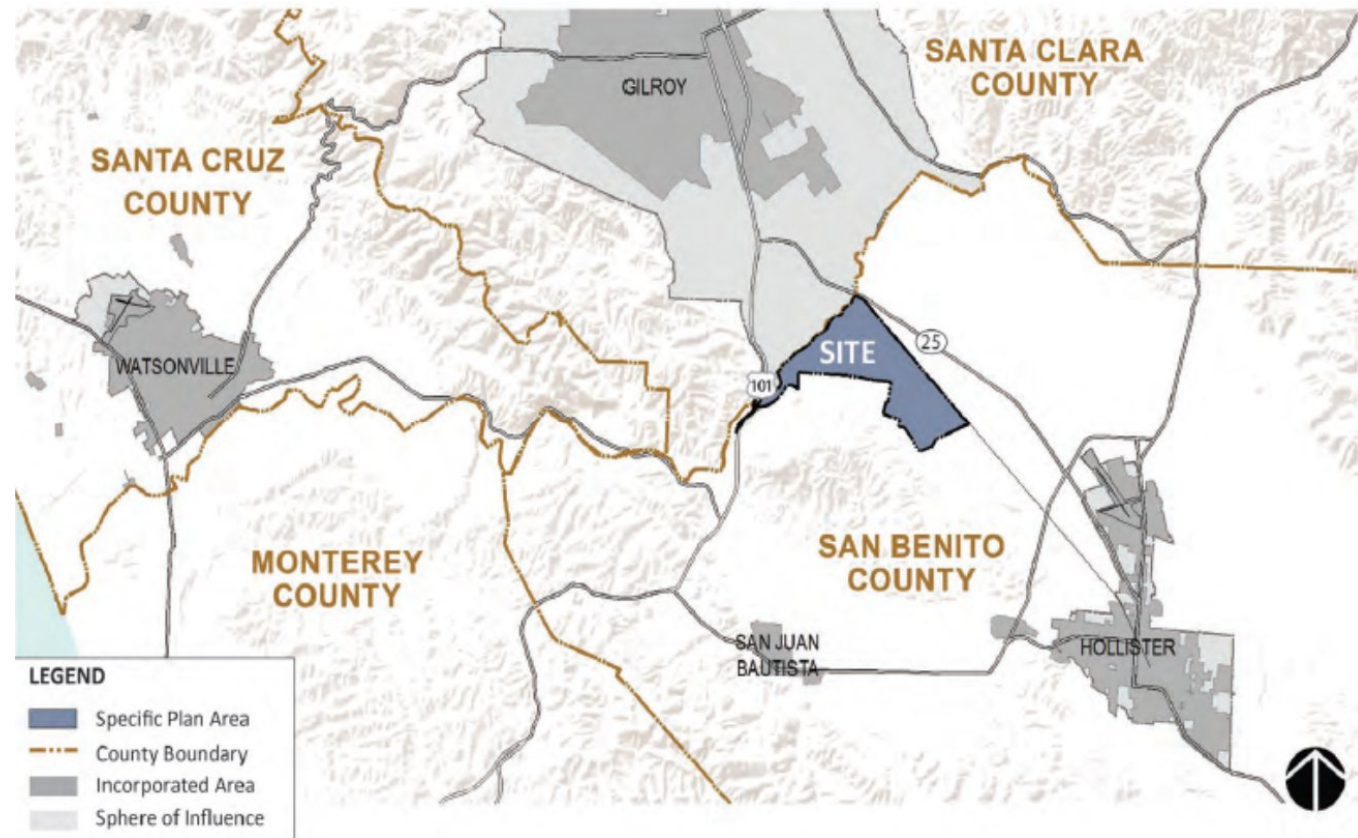 SANTA CLARA
COUNTY
GILROY
SANTA CRUZ
COUNTY
WATSONVILLE
SITE
25
101
MONTEREY
COUNTY
SAN BENITO
COUNTY
SAN JUAN
BAUTISTA
HOLLISTER
LEGEND
Specific Plan Area
County Boundary
Incorporated Area
Sphere of Influence